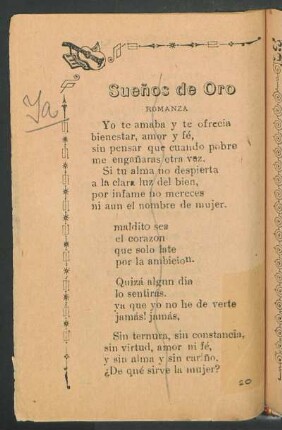 Ya
Sueños de Oro
ROMANZA
Yo te amaba y te ofrecia
bienestar, amor y fé,
sin pensar que cuando pobre
me engañaras otra vez.
Si tu alma no despierta
a la clara luz del bien,
por infame no mereces
ni aun el nombre de mujer.
maldito sea
el corazon
que solo late
por la ambicion.
Quizá algun dia
lo sentirás.
ya que yo no he de verte
jamás! jamás,
Sin ternura, sin constancia,
sin virtud, amor ni fé,
y sin alma y sin cariño,
¿De qué sirve la mujer?
20